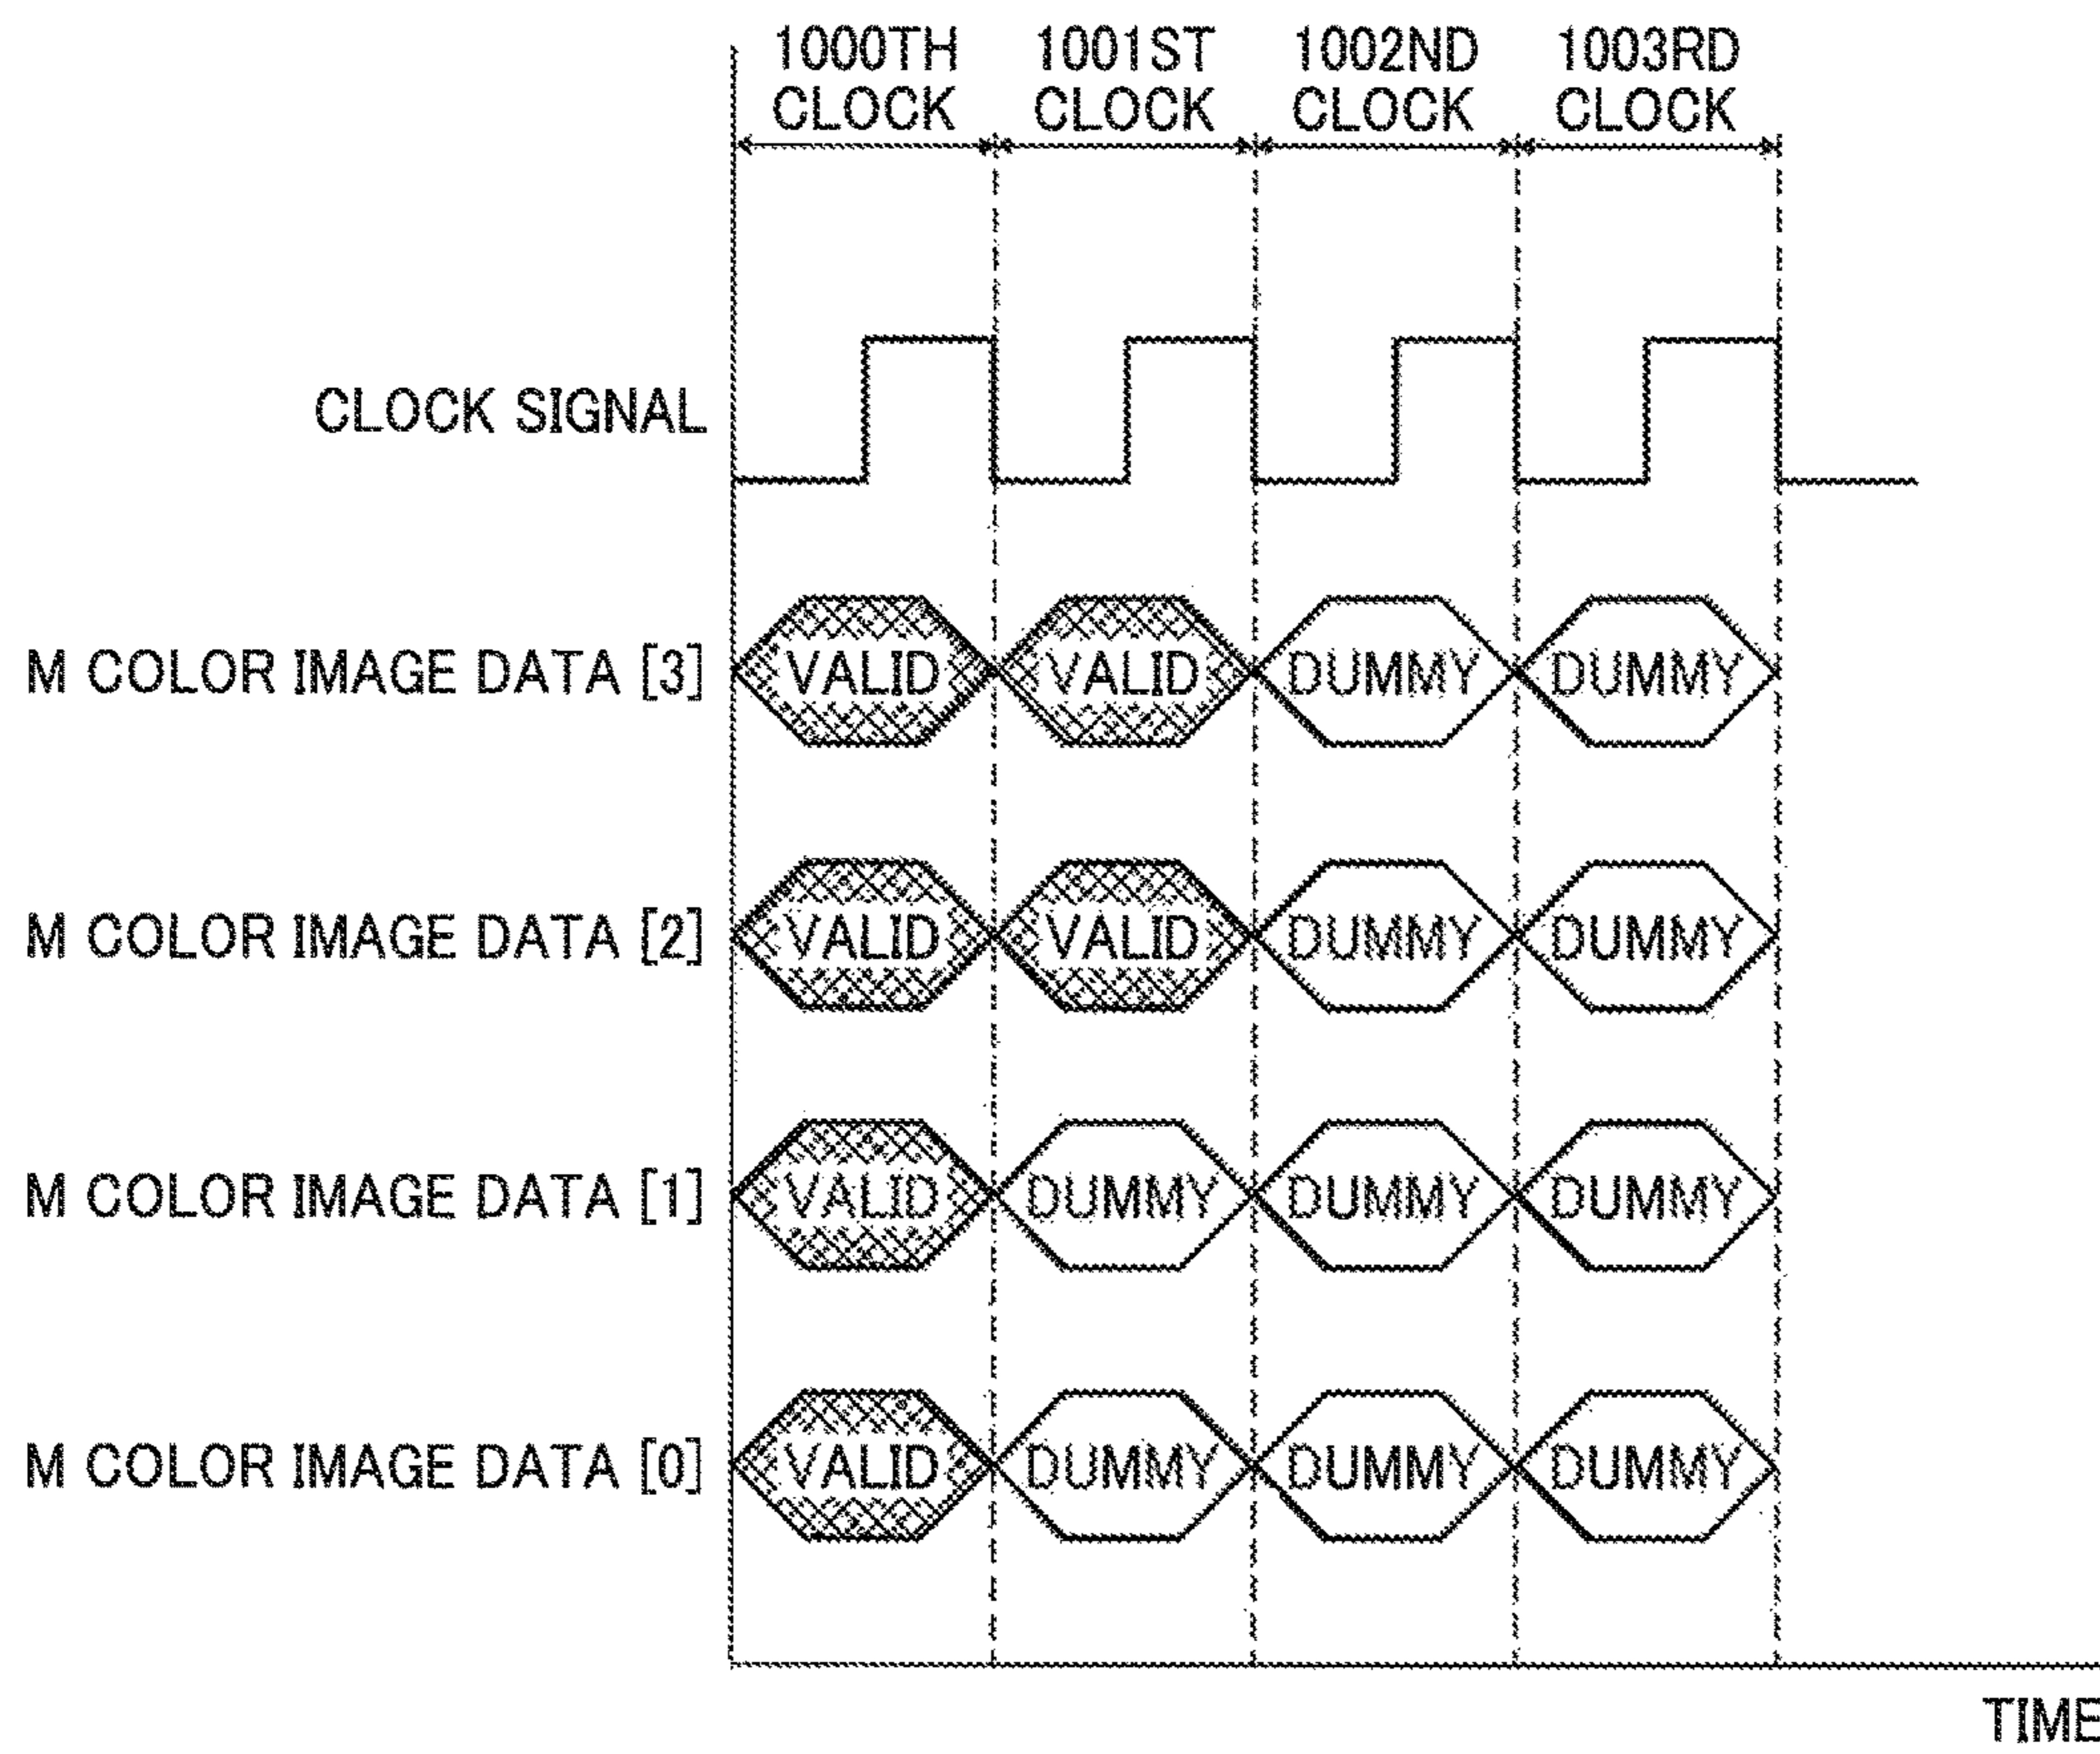 1000TH 1001ST 1002ND 1003RD
CLOCK CLOCK CLOCK CLOCK
CLOCK SIGNAL
M COLOR IMAGE DATA [3] VALID VALID DUMMY DUMMY
M COLOR IMAGE DATA [2] VALID VALID DUMMY DUMMY
M COLOR IMAGE DATA [1] VALID DUMMY DUMMY DUMMY
M COLOR IMAGE DATA [0] VALID DUMMY DUMMY DUMMY
TIME